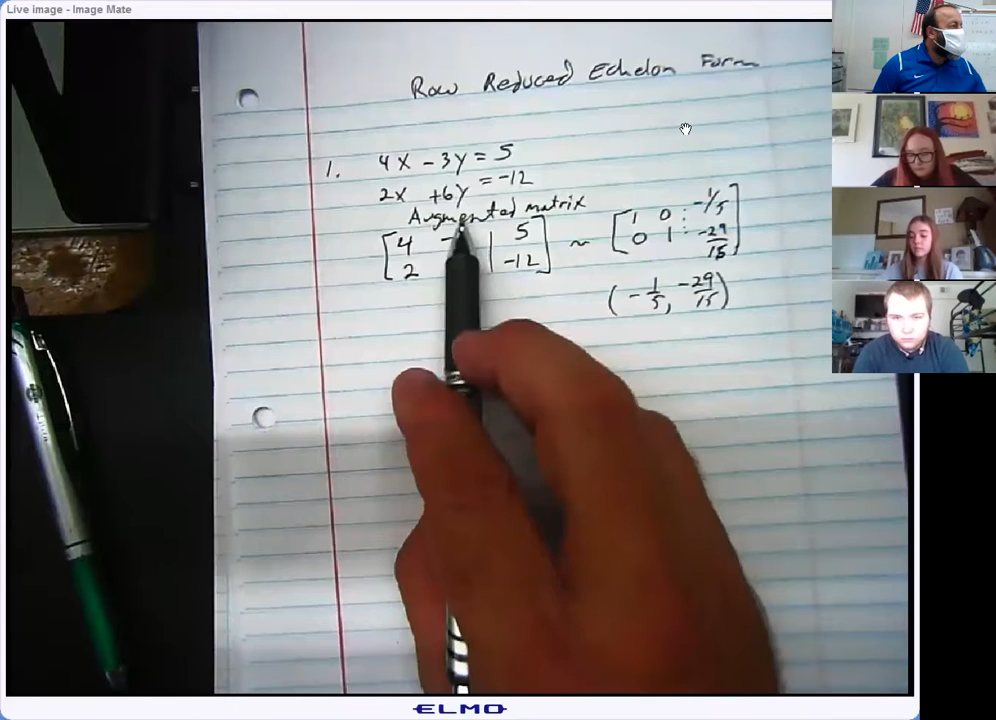 Live image - Image Mate
Row Reduced Echelon Form
1. 4x - 3y = 5
2x + 6y = -12
Augmented matrix
[ 4 - | 5 ] ~ [ 1 0 : -1/5 ]
[ 2 | -12 ] [ 0 1 : -29/15 ]
( -1/5, -29/15 )
ELMO